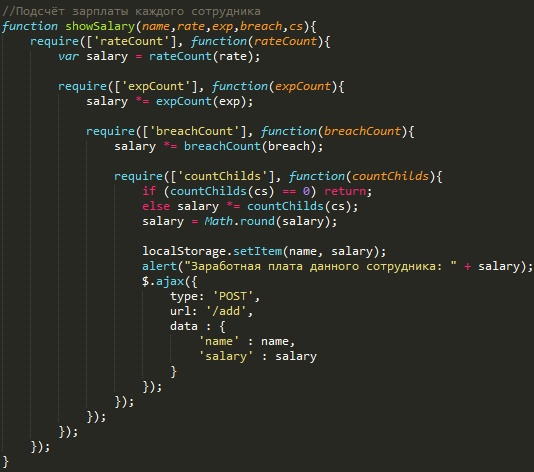 //Подсчёт зарплаты каждого сотрудника
function showSalary(name,rate,exp,breach,cs){
    require(['rateCount'], function(rateCount){
        var salary = rateCount(rate);

        require(['expCount'], function(expCount){
            salary *= expCount(exp);

            require(['breachCount'], function(breachCount){
                salary *= breachCount(breach);

                require(['countChilds'], function(countChilds){
                    if (countChilds(cs) == 0) return;
                    else salary *= countChilds(cs);
                    salary = Math.round(salary);

                    localStorage.setItem(name, salary);
                    alert("Заработная плата данного сотрудника: " + salary);
                    $.ajax({
                        type: 'POST',
                        url: '/add',
                        data : {
                            'name' : name,
                            'salary' : salary
                        }
                    });
                });
            });
        });
    });
}